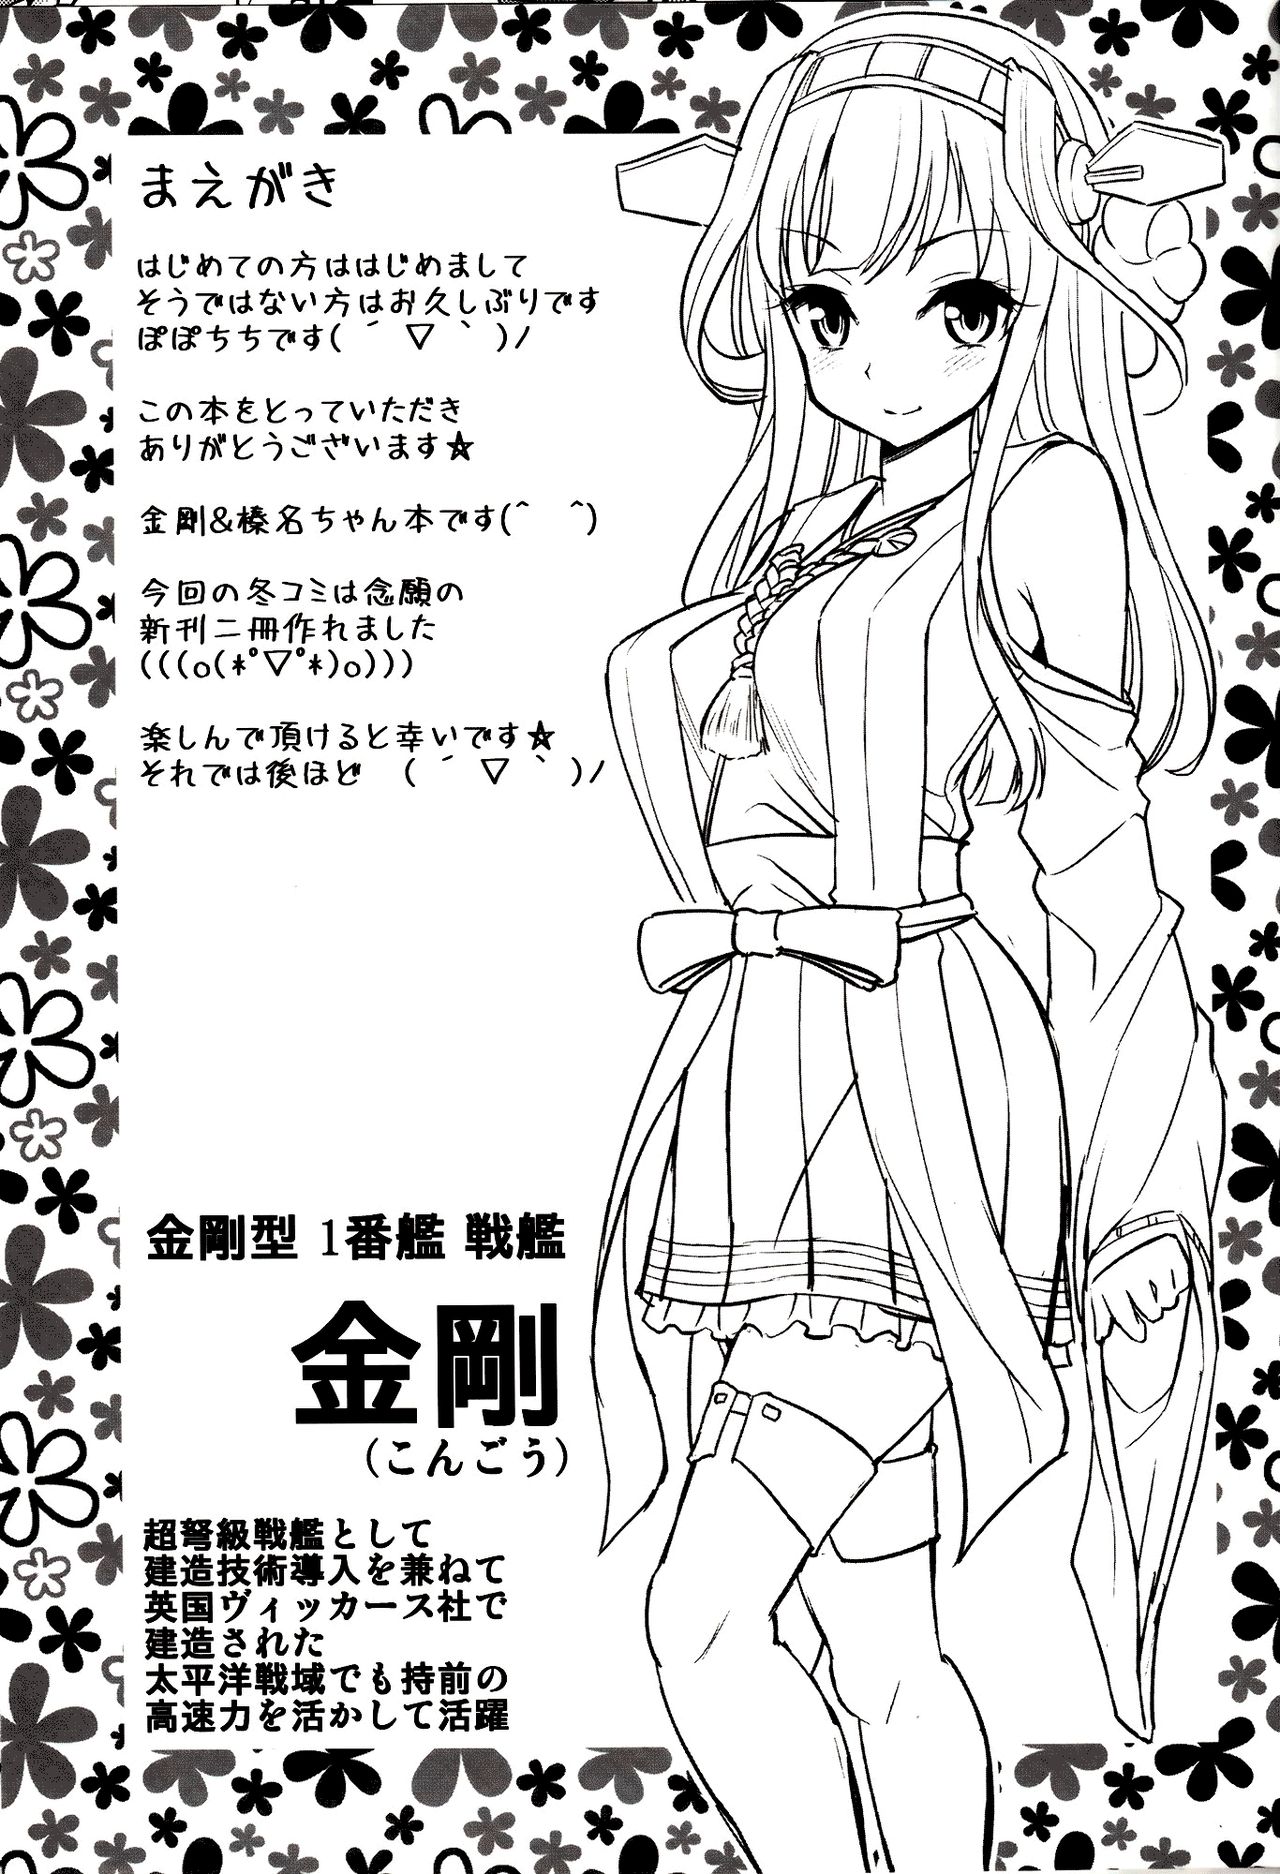 まえがき
はじめての方ははじめまして
そうではない方はお久しぶりです
ぽぽちちです( ´ ▽ ` )ﾉ
この本をとっていただき
ありがとうございます☆
金剛&榛名ちゃん本です(^ ^)
今回の冬コミは念願の
新刊二冊作れました
(((o(*ﾟ▽ﾟ*)o)))
楽しんで頂けると幸いです☆
それでは後ほど ( ´ ▽ ` )ﾉ
金剛型 1番艦 戦艦
金剛
(こんごう)
超弩級戦艦として
建造技術導入を兼ねて
英国ヴィッカース社で
建造された
太平洋戦域でも持前の
高速力を活かして活躍